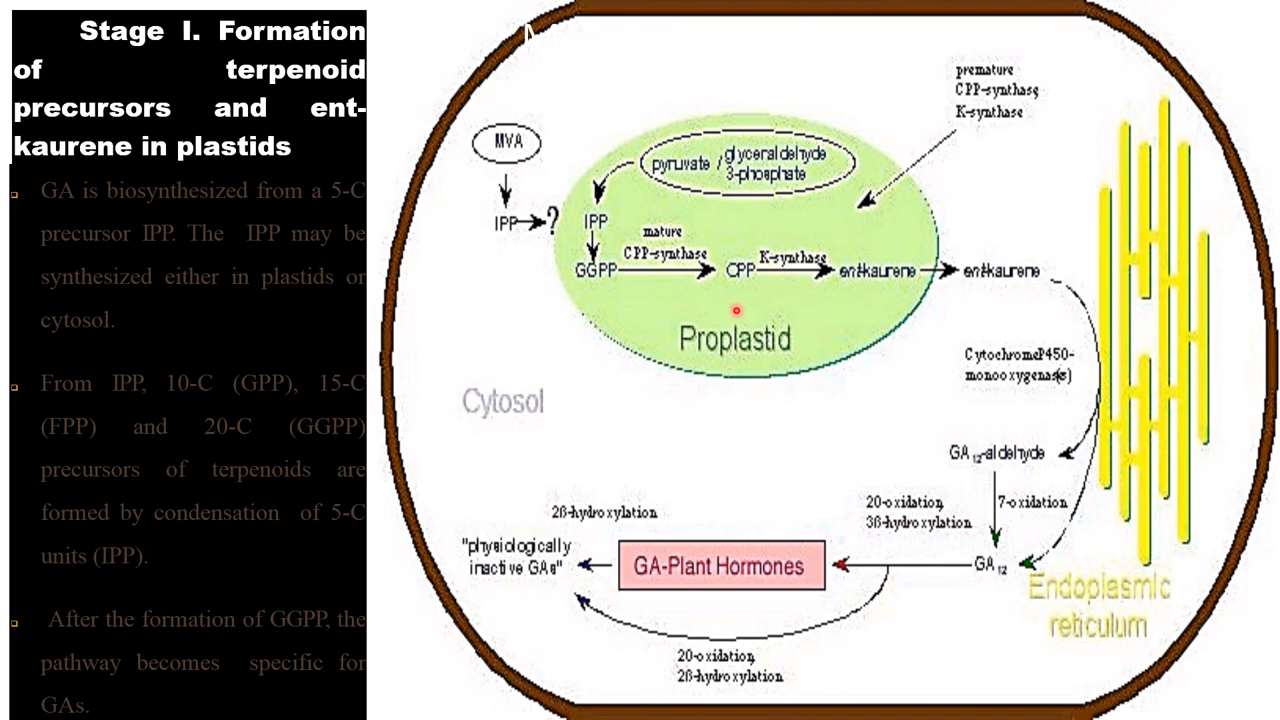 Stage I. Formation
of terpenoid
precursors and ent-
kaurene in plastids
GA is biosynthesized from a 5-C
precursor IPP. The IPP may be
synthesized either in plastids or
cytosol.
From IPP, 10-C (GPP), 15-C
(FPP) and 20-C (GGPP)
precursors of terpenoids are
formed by condensation of 5-C
units (IPP).
After the formation of GGPP, the
pathway becomes specific for
GAs.
premature
CPP-synthase,
K-synthase
MVA
pyruvate / glyceraldehyde
3-phosphate
IPP
?
IPP
mature
CPP-synthase
K-synthase
GGPP
CPP
ent-kaurene
ent-kaurene
Proplastid
CytochromeP450-
monooxygenase(s)
Cytosol
GA12-aldehyde
20-oxidation,
3ß-hydroxylation
7-oxidation
2ß-hydroxylation
"physiologically
inactive GAs"
GA-Plant Hormones
GA12
Endoplasmic
reticulum
20-oxidation,
2ß-hydroxylation